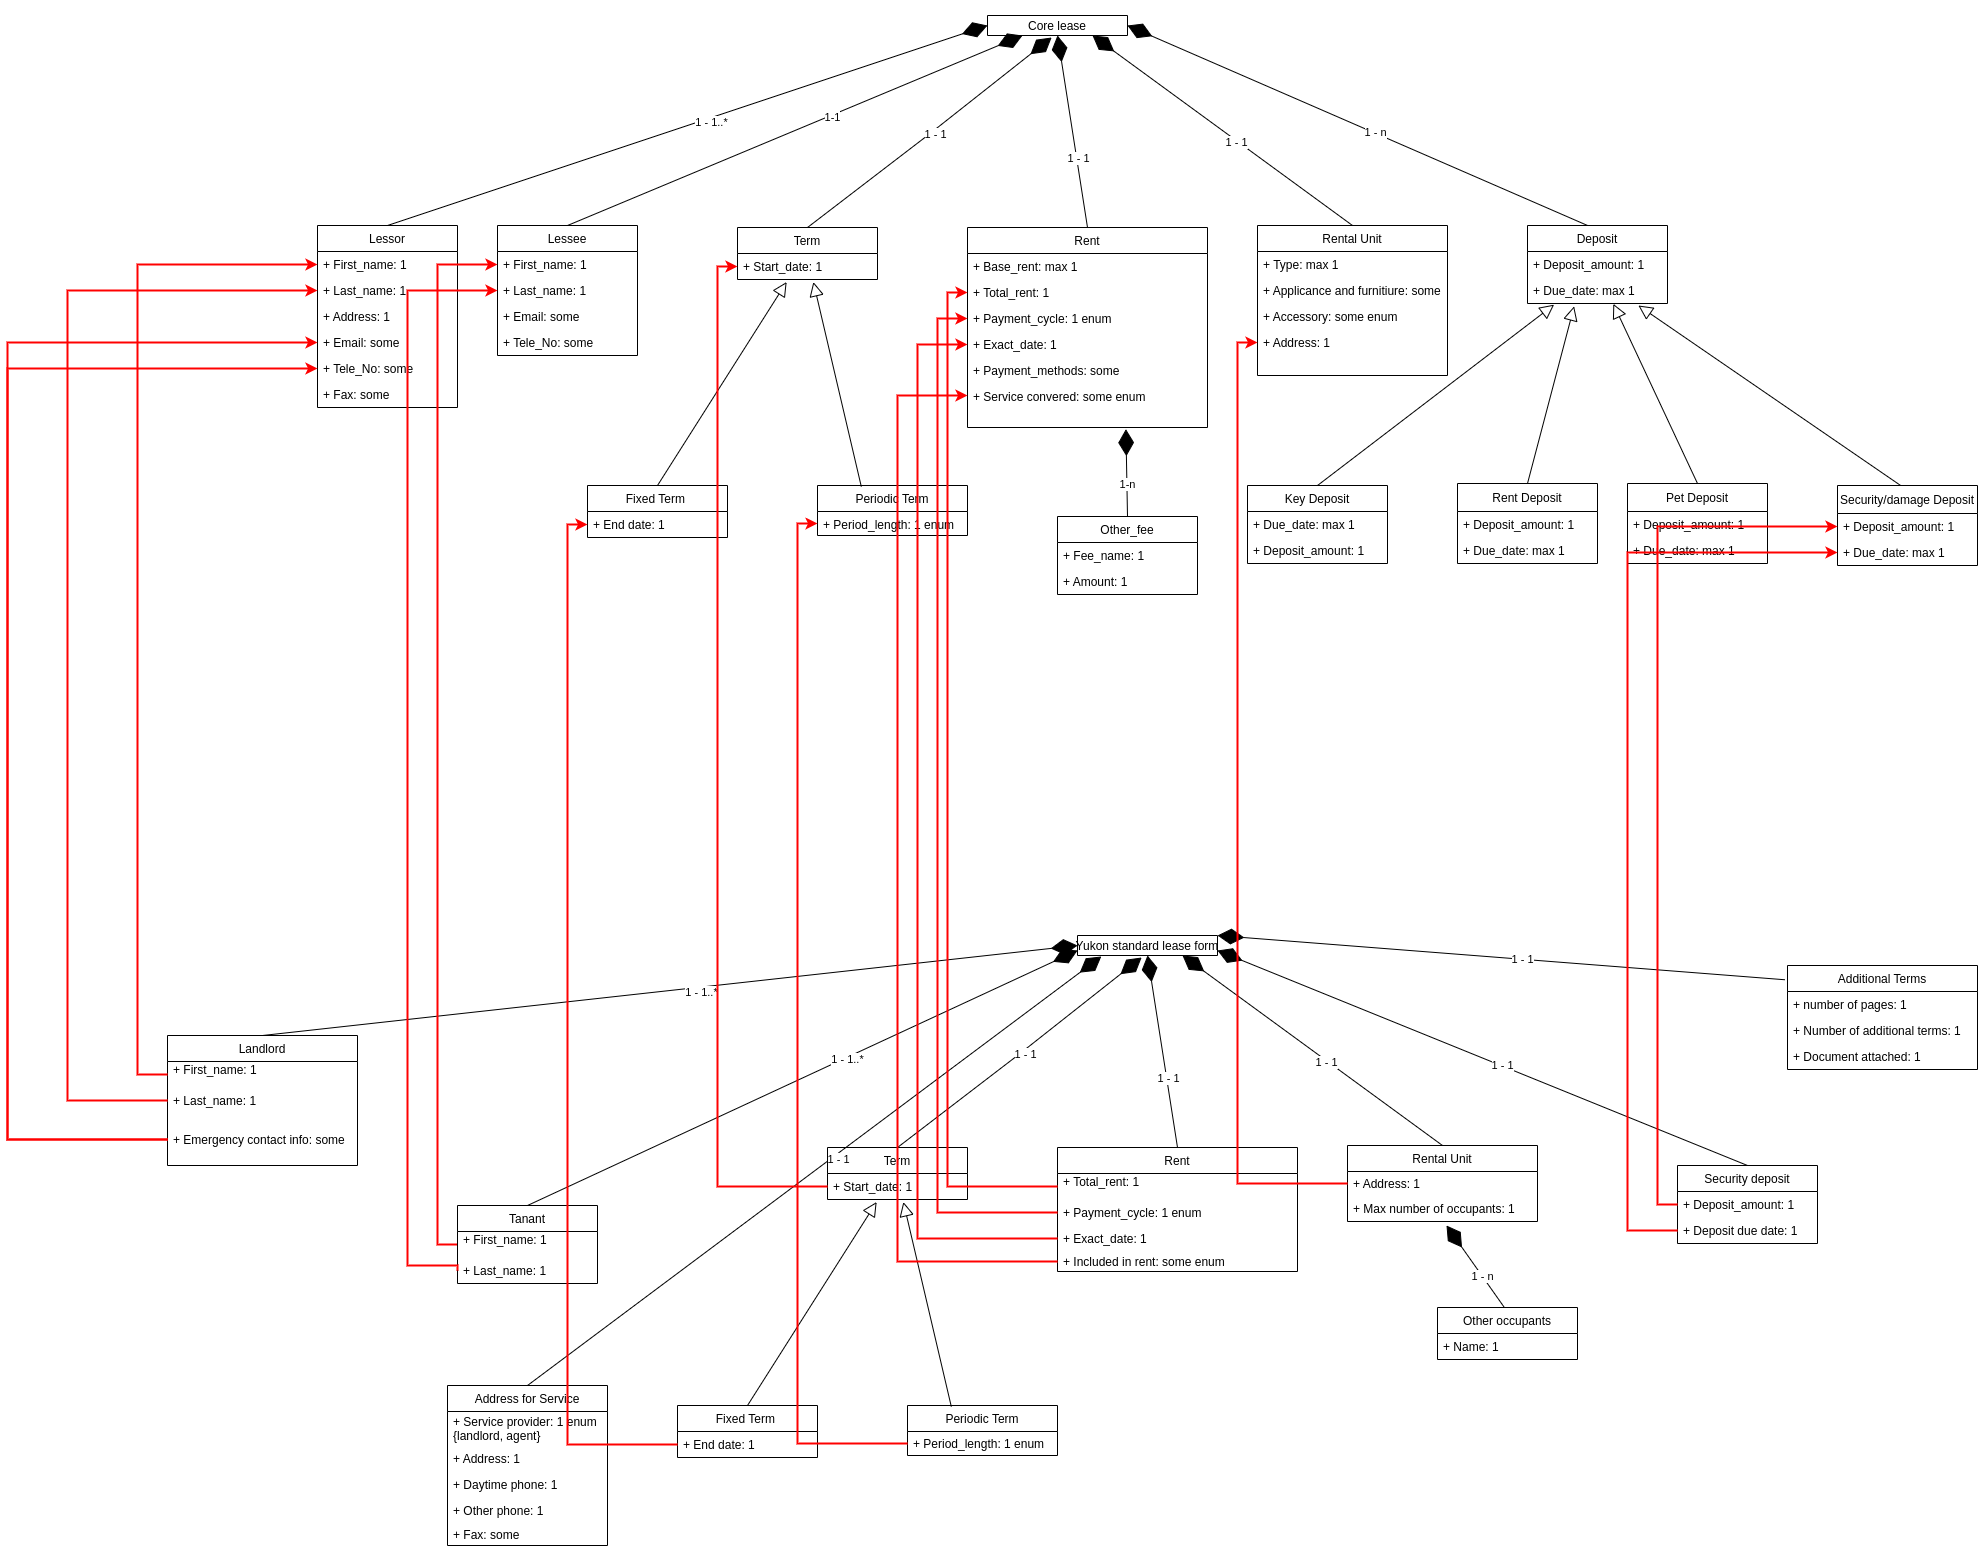 Core lease
1 - 1..*
1-1
1 - 1
1 - 1
1 - 1
1 - n
Lessor
+ First_name: 1
+ Last_name: 1
+ Address: 1
+ Email: some
+ Tele_No: some
+ Fax: some
Lessee
+ First_name: 1
+ Last_name: 1
+ Email: some
+ Tele_No: some
Term
+ Start_date: 1
Rent
+ Base_rent: max 1
+ Total_rent: 1
+ Payment_cycle: 1 enum
+ Exact_date: 1
+ Payment_methods: some
+ Service convered: some enum
Rental Unit
+ Type: max 1
+ Applicance and furnitiure: some
+ Accessory: some enum
+ Address: 1
Deposit
+ Deposit_amount: 1
+ Due_date: max 1
Fixed Term
+ End date: 1
Periodic Term
+ Period_length: 1 enum
1-n
Other_fee
+ Fee_name: 1
+ Amount: 1
Key Deposit
+ Due_date: max 1
+ Deposit_amount: 1
Rent Deposit
+ Deposit_amount: 1
+ Due_date: max 1
Pet Deposit
+ Deposit_amount: 1
+ Due_date: max 1
Security/damage Deposit
+ Deposit_amount: 1
+ Due_date: max 1
Yukon standard lease form
1 - 1..*
1 - 1..*
1 - 1
1 - 1
1 - 1
1 - 1
1 - 1
1 - 1
Additional Terms
+ number of pages: 1
+ Number of additional terms: 1
+ Document attached: 1
Landlord
+ First_name: 1
+ Last_name: 1
+ Emergency contact info: some
Tanant
+ First_name: 1
+ Last_name: 1
Term
+ Start_date: 1
Rent
+ Total_rent: 1
+ Payment_cycle: 1 enum
+ Exact_date: 1
+ Included in rent: some enum
Rental Unit
+ Address: 1
+ Max number of occupants: 1
Security deposit
+ Deposit_amount: 1
+ Deposit due date: 1
1 - n
Other occupants
+ Name: 1
Address for Service
+ Service provider: 1 enum
{landlord, agent}
+ Address: 1
+ Daytime phone: 1
+ Other phone: 1
+ Fax: some
Fixed Term
+ End date: 1
Periodic Term
+ Period_length: 1 enum